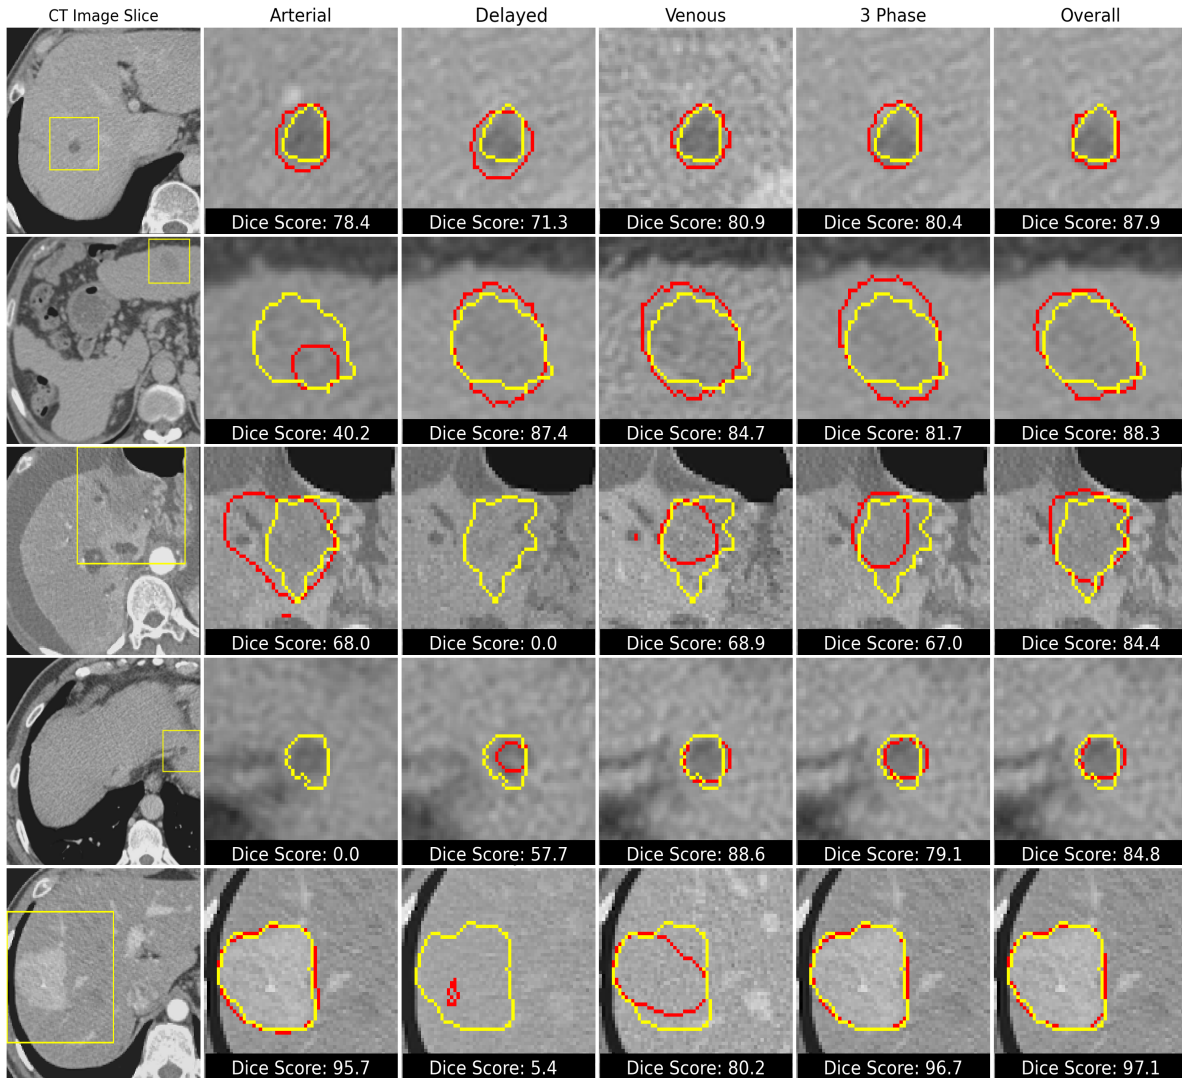 CT Image Slice Arterial Delayed Venous 3 Phase Overall
Dice Score: 78.4 Dice Score: 71.3 Dice Score: 80.9 Dice Score: 80.4 Dice Score: 87.9
Dice Score: 40.2 Dice Score: 87.4 Dice Score: 84.7 Dice Score: 81.7 Dice Score: 88.3
Dice Score: 68.0 Dice Score: 0.0 Dice Score: 68.9 Dice Score: 67.0 Dice Score: 84.4
Dice Score: 0.0 Dice Score: 57.7 Dice Score: 88.6 Dice Score: 79.1 Dice Score: 84.8
Dice Score: 95.7 Dice Score: 5.4 Dice Score: 80.2 Dice Score: 96.7 Dice Score: 97.1